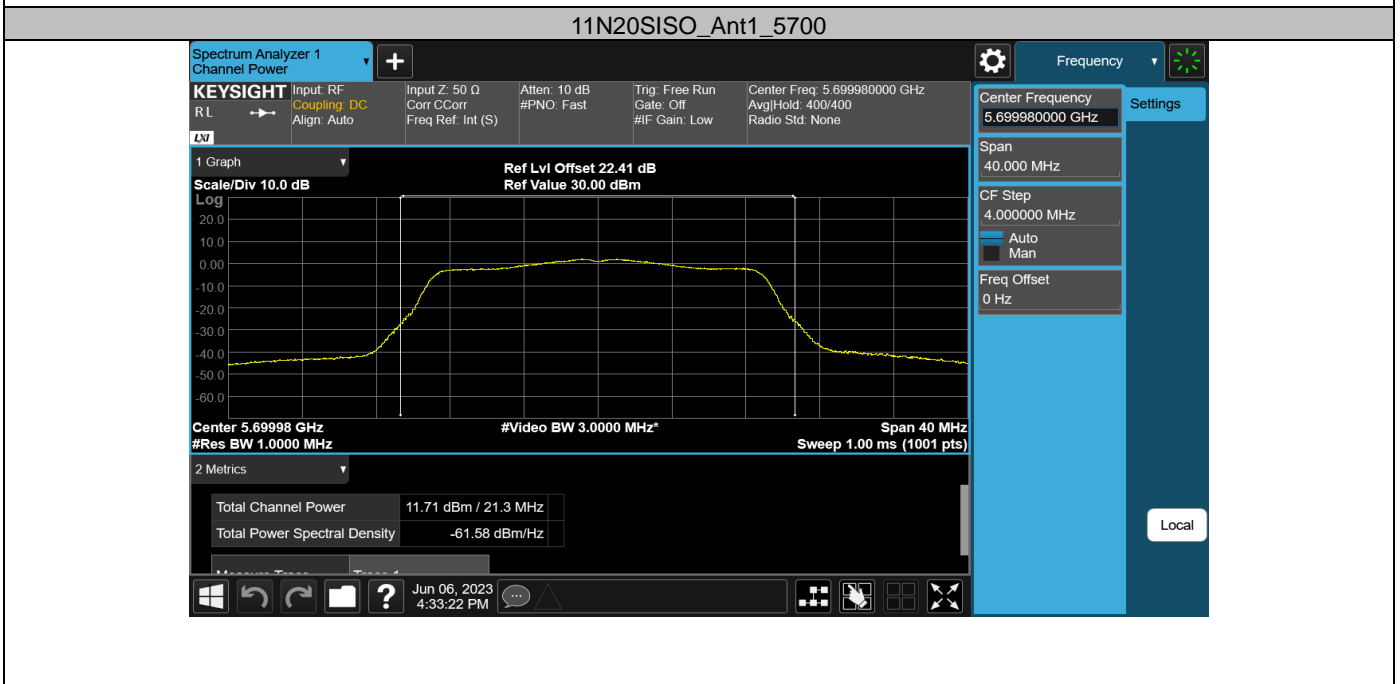 11N20SISO_Ant1_5700
Spectrum Analyzer 1
Channel Power
+
Frequency
KEYSIGHT
R L
LXI
Input: RF
Coupling: DC
Align: Auto
Input Z: 50 Ω
Corr CCorr
Freq Ref: Int (S)
Atten: 10 dB
#PNO: Fast
Trig: Free Run
Gate: Off
#IF Gain: Low
Center Freq: 5.699980000 GHz
Avg|Hold: 400/400
Radio Std: None
Center Frequency
5.699980000 GHz
Settings
Span
40.000 MHz
CF Step
4.000000 MHz
Auto
Man
Freq Offset
0 Hz
1 Graph
Ref Lvl Offset 22.41 dB
Scale/Div 10.0 dB
Ref Value 30.00 dBm
Log
20.0
10.0
0.00
-10.0
-20.0
-30.0
-40.0
-50.0
-60.0
Center 5.69998 GHz
#Video BW 3.0000 MHz*
Span 40 MHz
#Res BW 1.0000 MHz
Sweep 1.00 ms (1001 pts)
2 Metrics
Total Channel Power
11.71 dBm / 21.3 MHz
Total Power Spectral Density
-61.58 dBm/Hz
Measure Trace
Trace 1
Local
?
Jun 06, 2023
4:33:22 PM